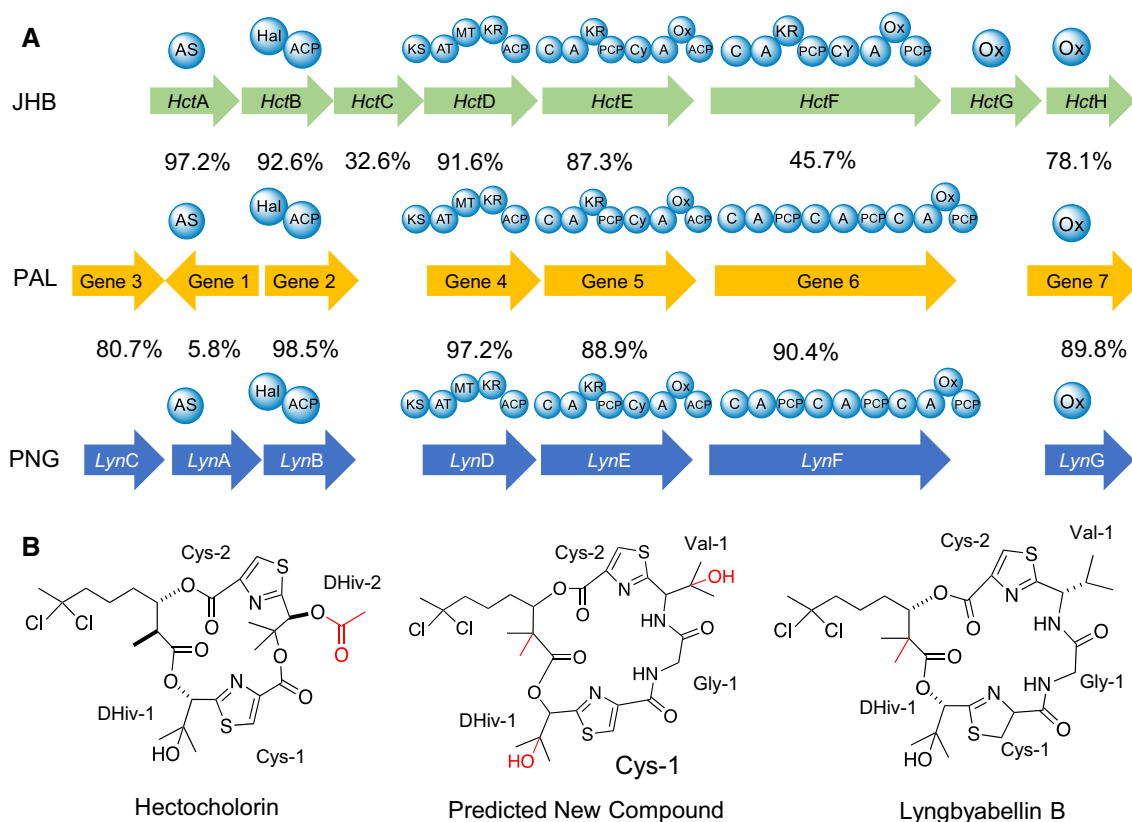 A
AS Hal ACP KS AT MT KR ACP C A KR PCP Cy A Ox ACP C A KR PCP CY A Ox PCP Ox Ox
JHB HctA HctB HctC HctD HctE HctF HctG HctH
97.2% 92.6% 32.6% 91.6% 87.3% 45.7% 78.1%
AS Hal ACP KS AT MT KR ACP C A KR PCP Cy A Ox ACP C A PCP C A PCP C A Ox PCP Ox
PAL Gene 3 Gene 1 Gene 2 Gene 4 Gene 5 Gene 6 Gene 7
80.7% 5.8% 98.5% 97.2% 88.9% 90.4% 89.8%
AS Hal ACP KS AT MT KR ACP C A KR PCP Cy A Ox ACP C A PCP C A PCP C A Ox PCP Ox
PNG LynC LynA LynB LynD LynE LynF LynG
B
Cys-2
DHiv-2
Cl Cl O O N S O O O O O O N S O HO
DHiv-1
Cys-1
Hectocholorin
Cys-2
Val-1
Cl Cl O O N S OH HN O O O HN O N S HO
Gly-1
DHiv-1
Cys-1
Predicted New Compound
Cys-2
Val-1
Cl Cl O O N S HN O O O HN O N S HO
Gly-1
DHiv-1
Cys-1
Lyngbyabellin B